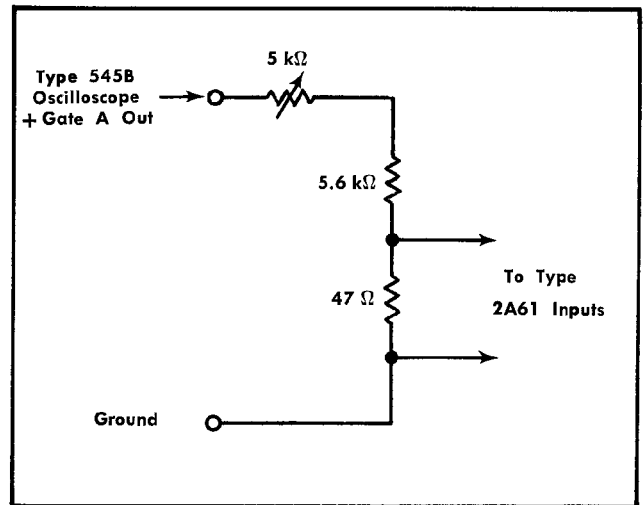 5 kΩ
Type 545B
Oscilloscope
+ Gate A Out
5.6 kΩ
47 Ω
To Type
2A61 Inputs
Ground